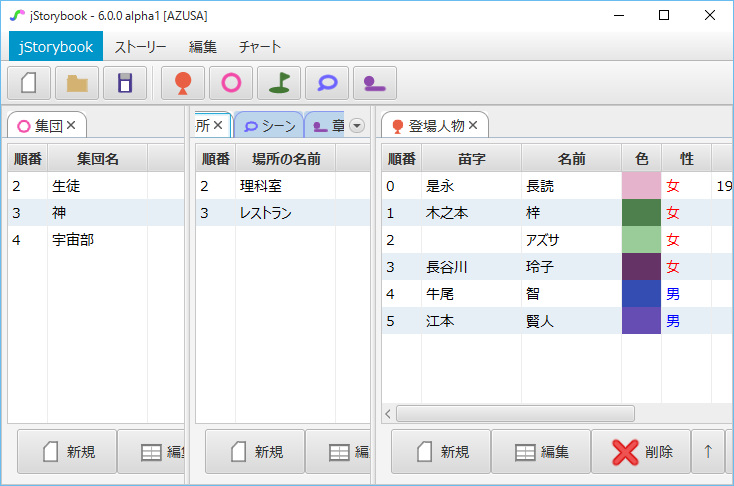 jStorybook - 6.0.0 alpha1 [AZUSA]
jStorybook ストーリー 編集 チャート
集団 所 シーン 章 登場人物
順番 集団名
2 生徒
3 神
4 宇宙部
新規 編集
順番 場所の名前
2 理科室
3 レストラン
新規 編集
順番 苗字 名前 色 性
0 是永 長読 女 19
1 木之本 梓 女
2 アズサ 女
3 長谷川 玲子 女
4 牛尾 智 男
5 江本 賢人 男
新規 編集 削除 ↑